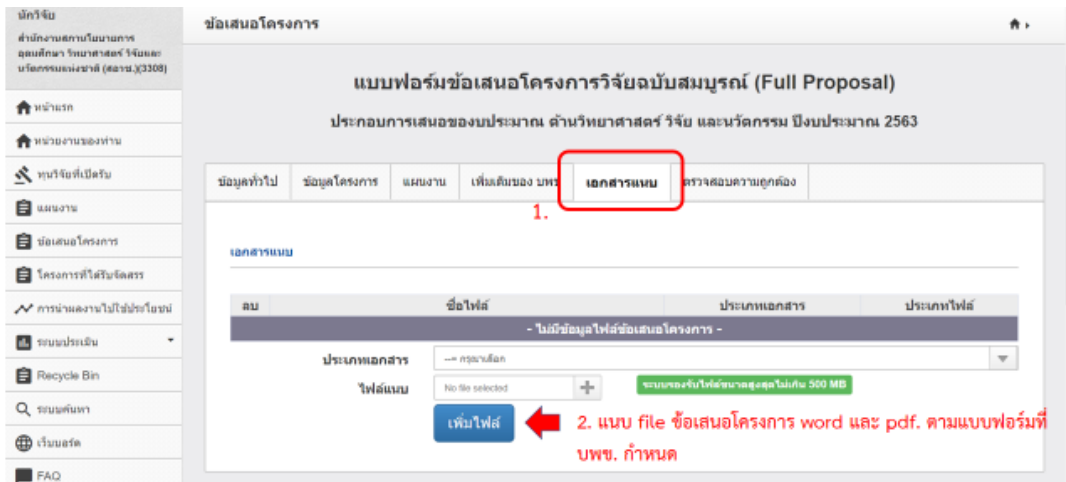 นักวิจัย
สำนักงานสภานโยบายการ
อุดมศึกษา วิทยาศาสตร์ วิจัยและ
นวัตกรรมแห่งชาติ (สอวช.)(3308)
หน้าแรก
หน่วยงานของท่าน
ทุนวิจัยที่เปิดรับ
แผนงาน
ข้อเสนอโครงการ
โครงการที่ได้รับจัดสรร
การนำผลงานไปใช้ประโยชน์
ระบบประเมิน
Recycle Bin
ระบบค้นหา
เว็บบอร์ด
FAQ
ข้อเสนอโครงการ
แบบฟอร์มข้อเสนอโครงการวิจัยฉบับสมบูรณ์ (Full Proposal)
ประกอบการเสนอของบประมาณ ด้านวิทยาศาสตร์ วิจัย และนวัตกรรม ปีงบประมาณ 2563
ข้อมูลทั่วไป ข้อมูลโครงการ แผนงาน เพิ่มเติมของ บพข เอกสารแนบ ตรวจสอบความถูกต้อง
1.
เอกสารแนบ
ลบ ชื่อไฟล์ ประเภทเอกสาร ประเภทไฟล์
- ไม่มีข้อมูลไฟล์ข้อเสนอโครงการ -
ประเภทเอกสาร --= กรุณาเลือก
ไฟล์แนบ No file selected ระบบรองรับไฟล์ขนาดสูงสุดไม่เกิน 500 MB
เพิ่มไฟล์ 2. แนบ file ข้อเสนอโครงการ word และ pdf. ตามแบบฟอร์มที่
บพข. กำหนด